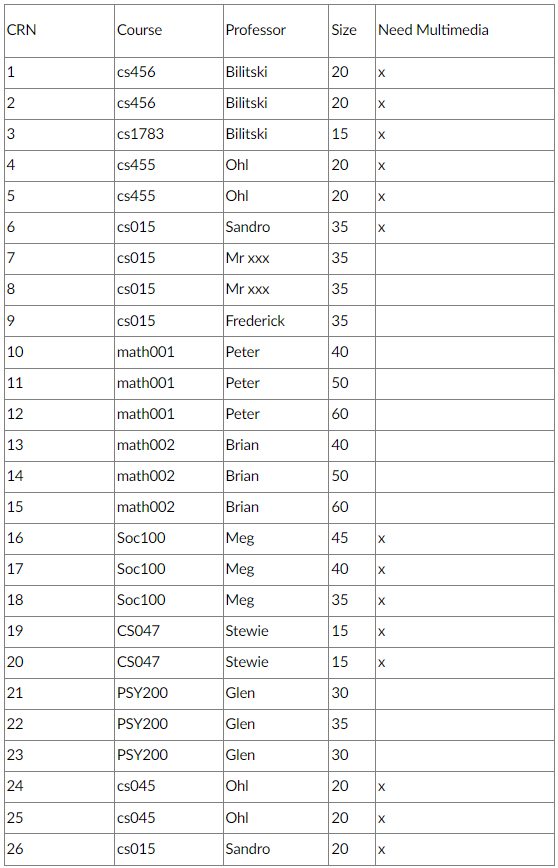 CRN Course Professor Size Need Multimedia
1 cs456 Bilitski 20 x
2 cs456 Bilitski 20 x
3 cs1783 Bilitski 15 x
4 cs455 Ohl 20 x
5 cs455 Ohl 20 x
6 cs015 Sandro 35 x
7 cs015 Mr xxx 35
8 cs015 Mr xxx 35
9 cs015 Frederick 35
10 math001 Peter 40
11 math001 Peter 50
12 math001 Peter 60
13 math002 Brian 40
14 math002 Brian 50
15 math002 Brian 60
16 Soc100 Meg 45 x
17 Soc100 Meg 40 x
18 Soc100 Meg 35 x
19 CS047 Stewie 15 x
20 CS047 Stewie 15 x
21 PSY200 Glen 30
22 PSY200 Glen 35
23 PSY200 Glen 30
24 cs045 Ohl 20 x
25 cs045 Ohl 20 x
26 cs015 Sandro 20 x